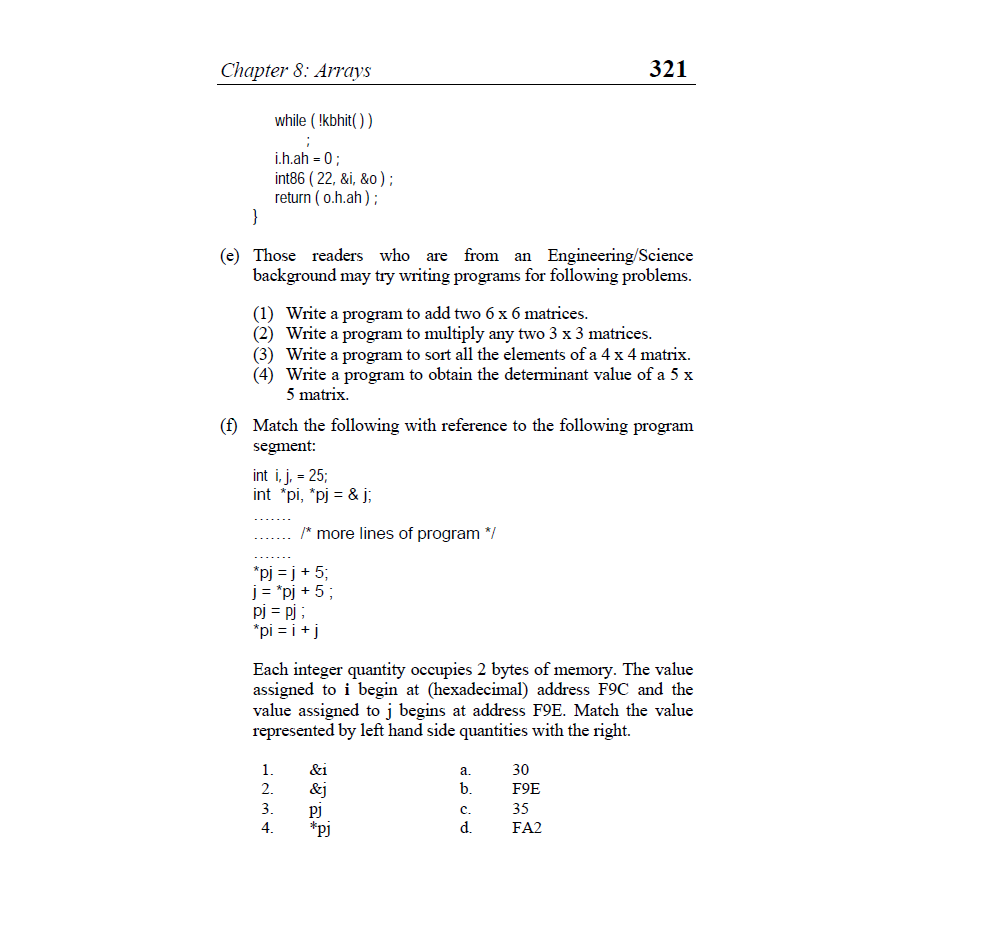 Chapter 8: Arrays 321
while ( !kbhit( ) )
;
i.h.ah = 0 ;
int86 ( 22, &i, &o ) ;
return ( o.h.ah ) ;
}
(e) Those readers who are from an Engineering/Science
background may try writing programs for following problems.
(1) Write a program to add two 6 x 6 matrices.
(2) Write a program to multiply any two 3 x 3 matrices.
(3) Write a program to sort all the elements of a 4 x 4 matrix.
(4) Write a program to obtain the determinant value of a 5 x
5 matrix.
(f) Match the following with reference to the following program
segment:
int i, j, = 25;
int *pi, *pj = & j;
.......
....... /* more lines of program */
.......
*pj = j + 5;
j = *pj + 5 ;
pj = pj ;
*pi = i + j
Each integer quantity occupies 2 bytes of memory. The value
assigned to i begin at (hexadecimal) address F9C and the
value assigned to j begins at address F9E. Match the value
represented by left hand side quantities with the right.
1. &i a. 30
2. &j b. F9E
3. pj c. 35
4. *pj d. FA2